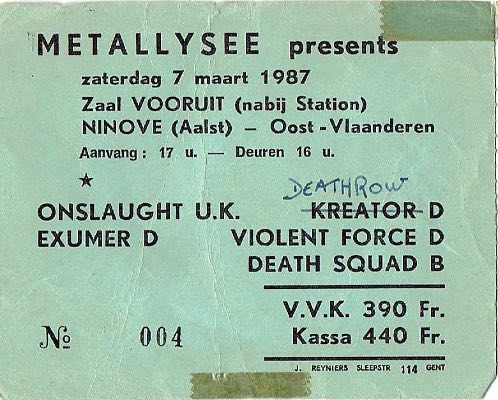 METALLYSEE presents
zaterdag 7 maart 1987
Zaal VOORUIT (nabij Station)
NINOVE (Aalst) — Oost-Vlaanderen
Aanvang : 17 u. — Deuren 16 u.
DEATHROW
ONSLAUGHT U.K. KREATOR D
EXUMER D VIOLENT FORCE D
DEATH SQUAD B
V.V.K. 390 Fr.
№ 004 Kassa 440 Fr.
J. REYNIERS SLEEPSTR 114 GENT